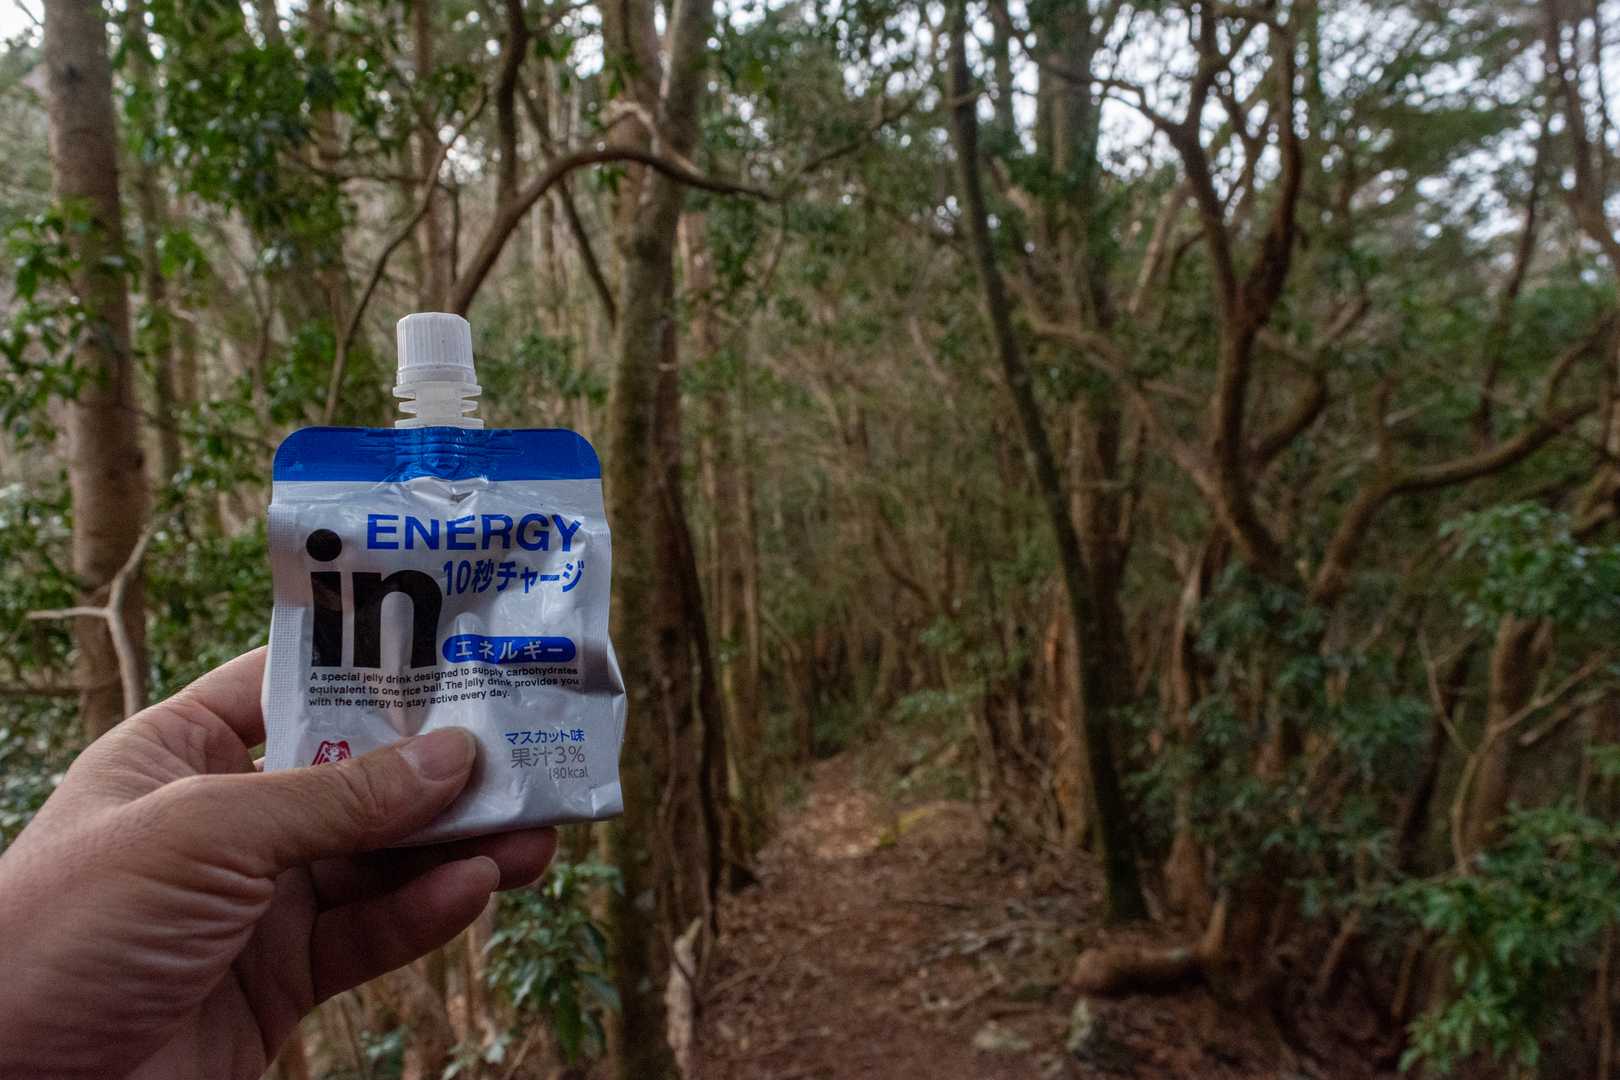 ENERGY
in
10秒チャージ
エネルギー
A special jelly drink designed to supply carbohydrates
equivalent to one rice ball. The jelly drink provides you
with the energy to stay active every day.
マスカット味
果汁3%
180kcal